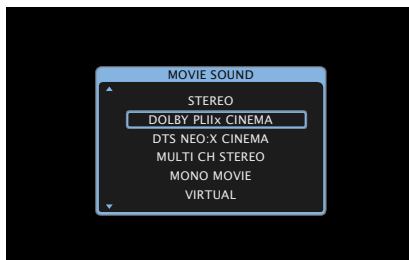 MOVIE SOUND
STEREO
DOLBY PLIIx CINEMA
DTS NEO:X CINEMA
MULTI CH STEREO
MONO MOVIE
VIRTUAL